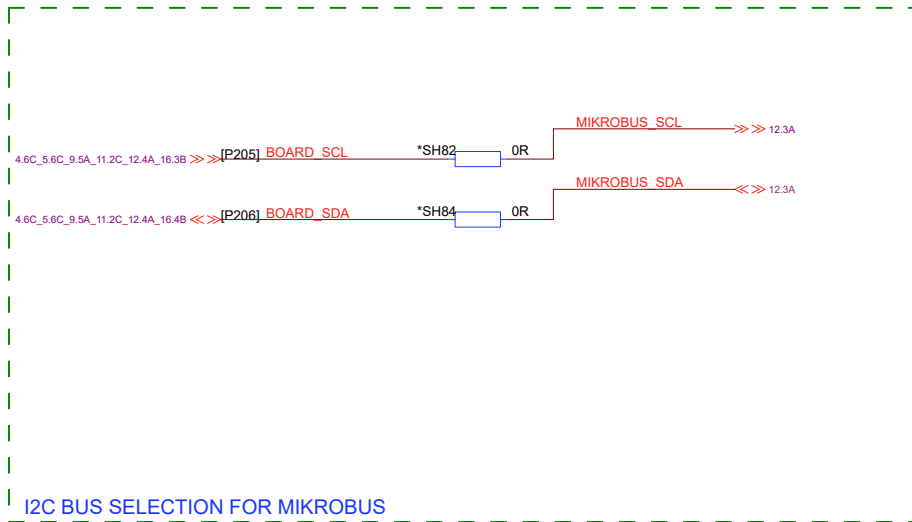 MIKROBUS_SCL
12.3A
4.6C_5.6C_9.5A_11.2C_12.4A_16.3B [P205] BOARD_SCL *SH82 0R
MIKROBUS_SDA
12.3A
4.6C_5.6C_9.5A_11.2C_12.4A_16.4B [P206] BOARD_SDA *SH84 0R
I2C BUS SELECTION FOR MIKROBUS